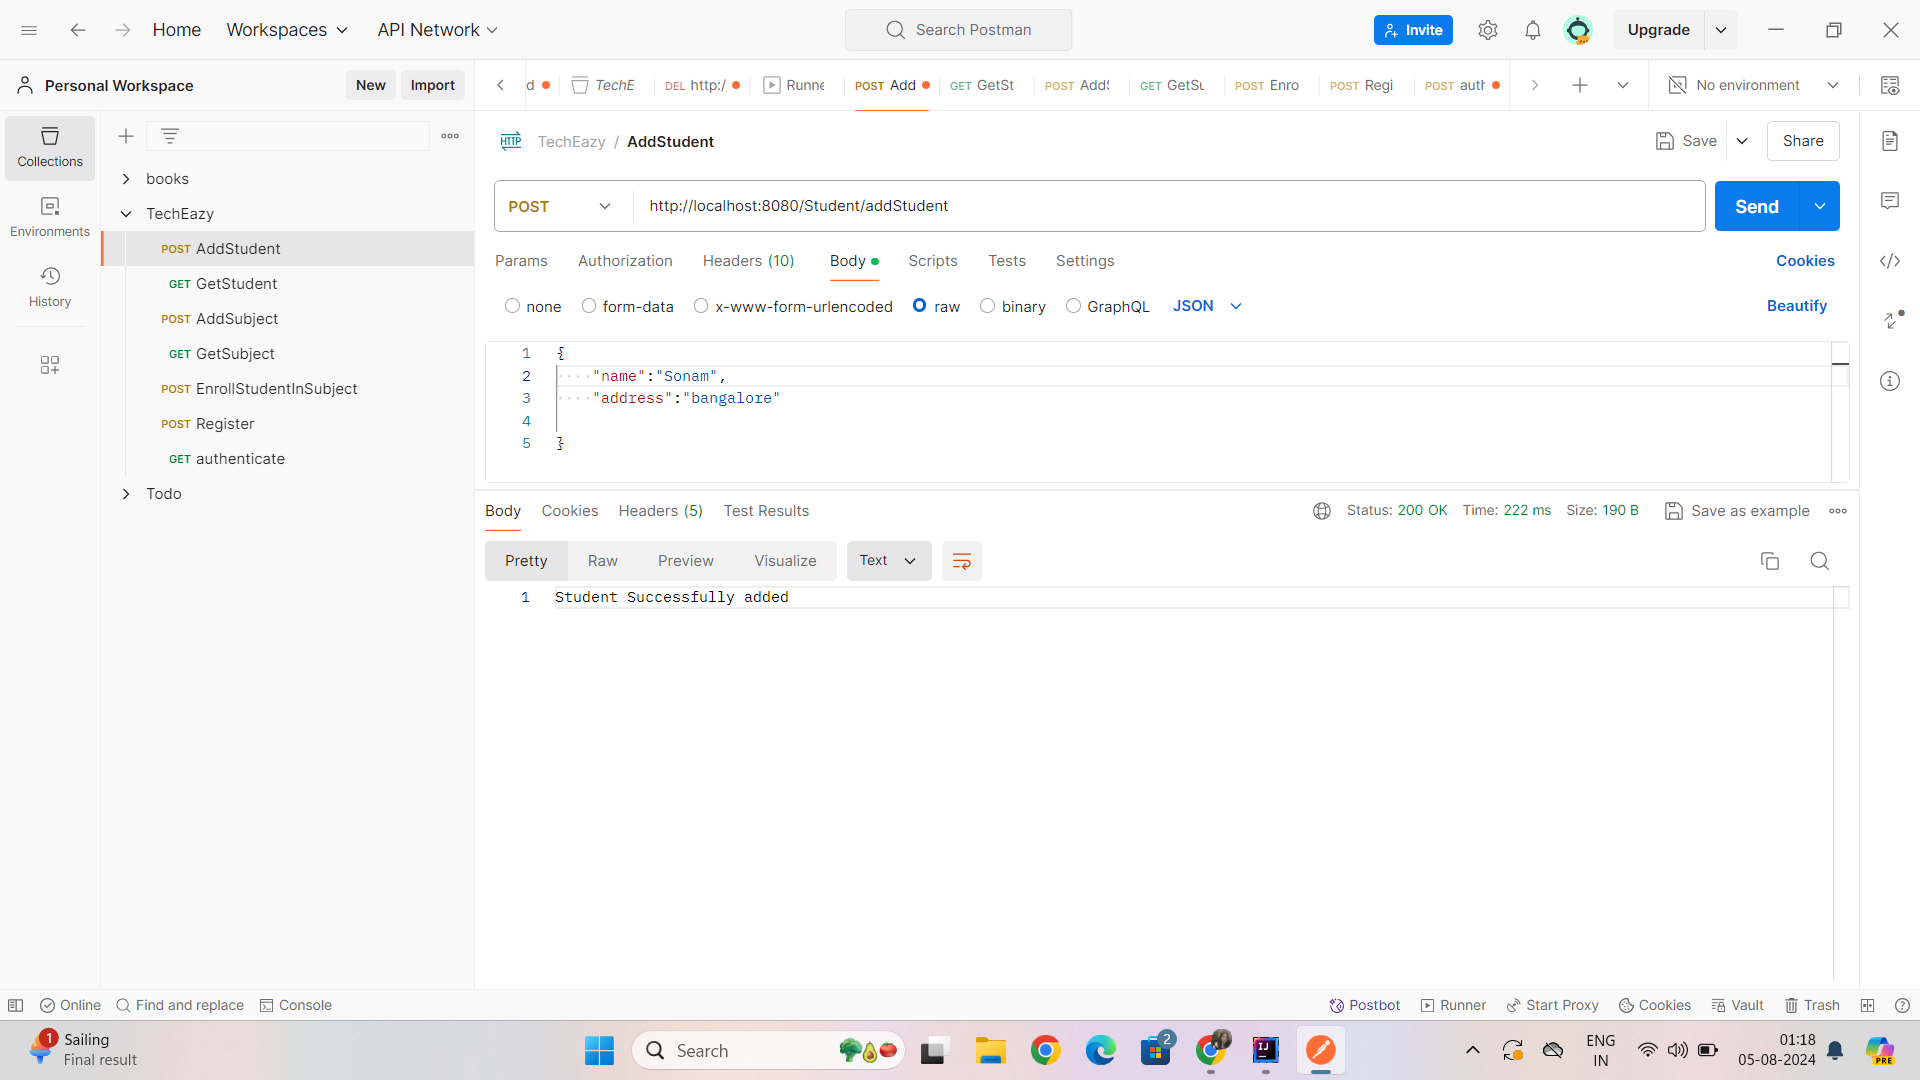 Home Workspaces API Network Search Postman Invite Upgrade
Personal Workspace New Import d TechE DEL http:/ Runne POST Add GET GetSt POST AddS GET GetSu POST Enro POST Regi POST auth No environment
Collections
Environments
History
books
TechEazy
POST AddStudent
GET GetStudent
POST AddSubject
GET GetSubject
POST EnrollStudentInSubject
POST Register
GET authenticate
Todo
HTTP TechEazy / AddStudent Save Share
POST http://localhost:8080/Student/addStudent Send
Params Authorization Headers (10) Body Scripts Tests Settings Cookies
none form-data x-www-form-urlencoded raw binary GraphQL JSON Beautify
1 {
2 ····"name":"Sonam",
3 ····"address":"bangalore"
4
5 }
Body Cookies Headers (5) Test Results Status: 200 OK Time: 222 ms Size: 190 B Save as example
Pretty Raw Preview Visualize Text
1 Student Successfully added
Online Find and replace Console Postbot Runner Start Proxy Cookies Vault Trash
1 Sailing
Final result
Search
2
IJ
ENG
IN
01:18
05-08-2024
PRE